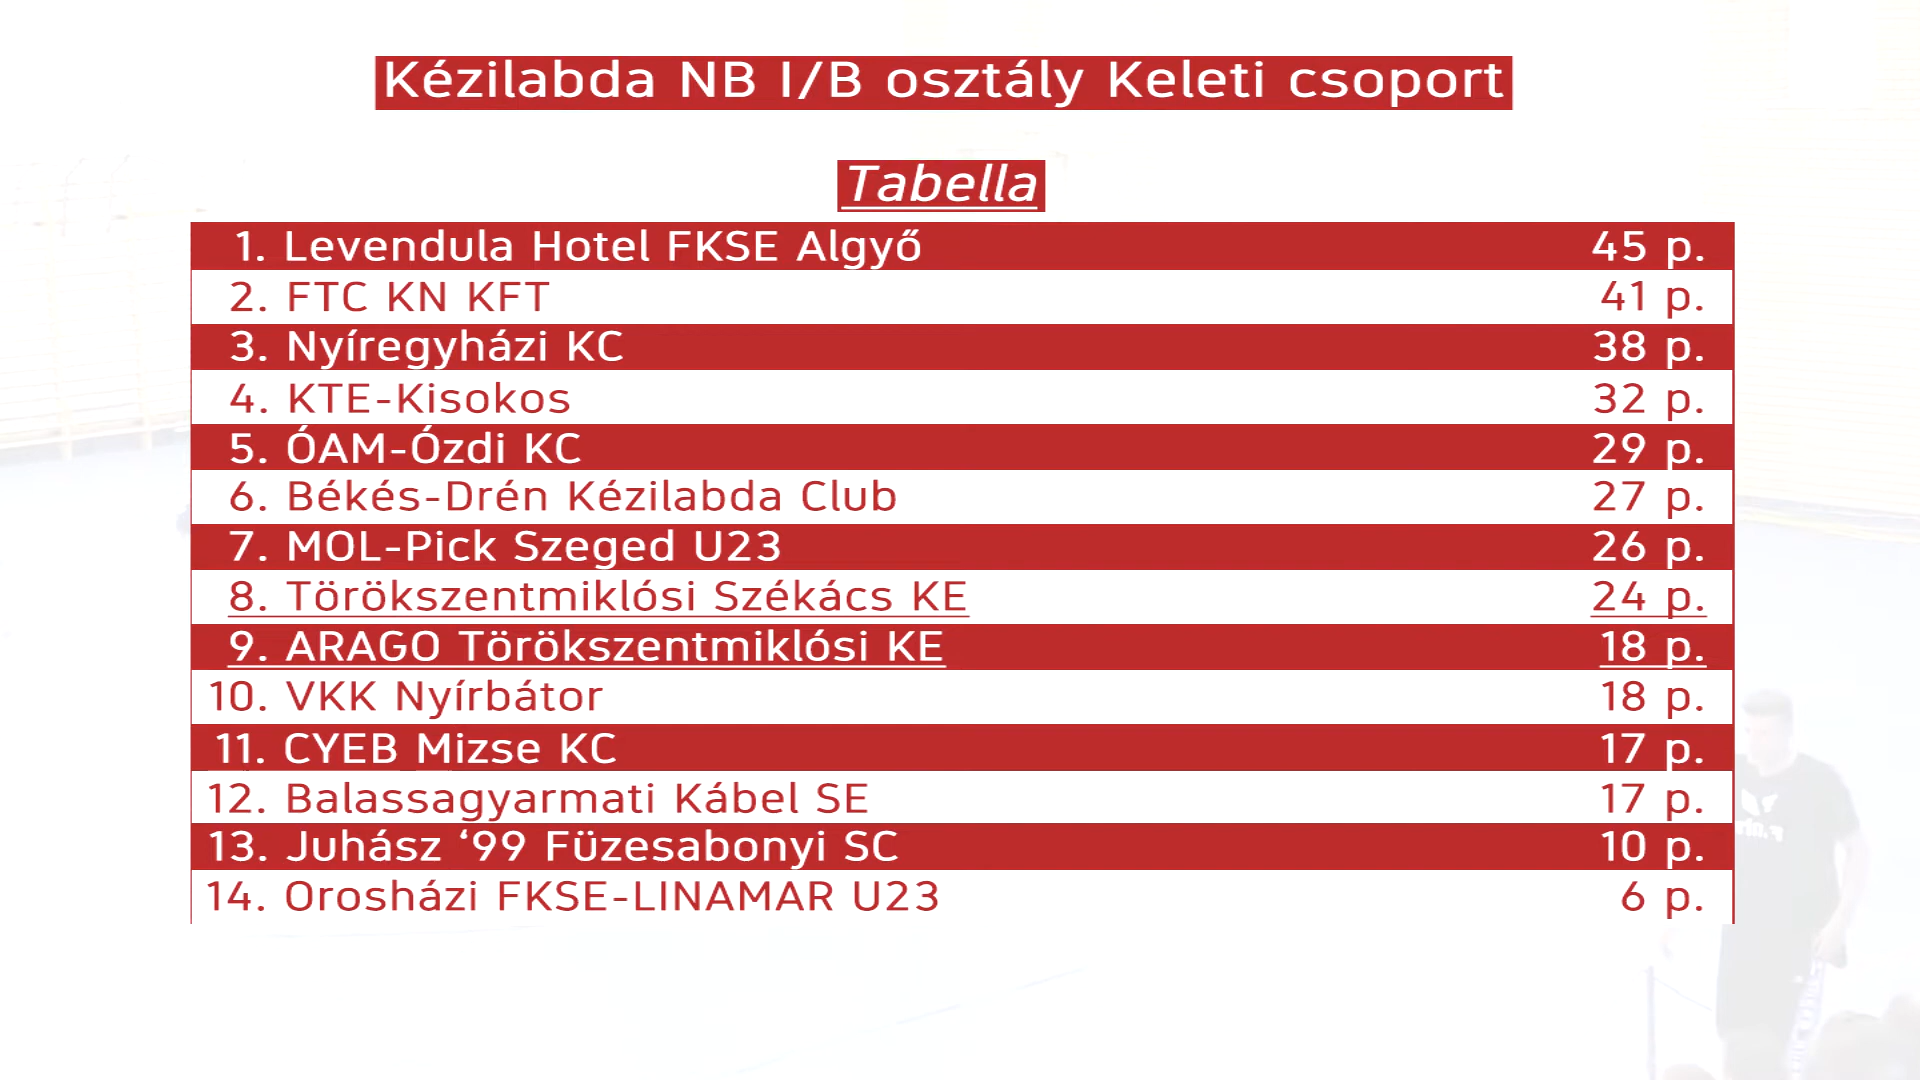 Kézilabda NB I/B osztály Keleti csoport
Tabella
1. Levendula Hotel FKSE Algyő 45 p.
2. FTC KN KFT 41 p.
3. Nyíregyházi KC 38 p.
4. KTE-Kisokos 32 p.
5. ÓAM-Ózdi KC 29 p.
6. Békés-Drén Kézilabda Club 27 p.
7. MOL-Pick Szeged U23 26 p.
8. Törökszentmiklósi Székács KE 24 p.
9. ARAGO Törökszentmiklósi KE 18 p.
10. VKK Nyírbátor 18 p.
11. CYEB Mizse KC 17 p.
12. Balassagyarmati Kábel SE 17 p.
13. Juhász ‘99 Füzesabonyi SC 10 p.
14. Orosházi FKSE-LINAMAR U23 6 p.